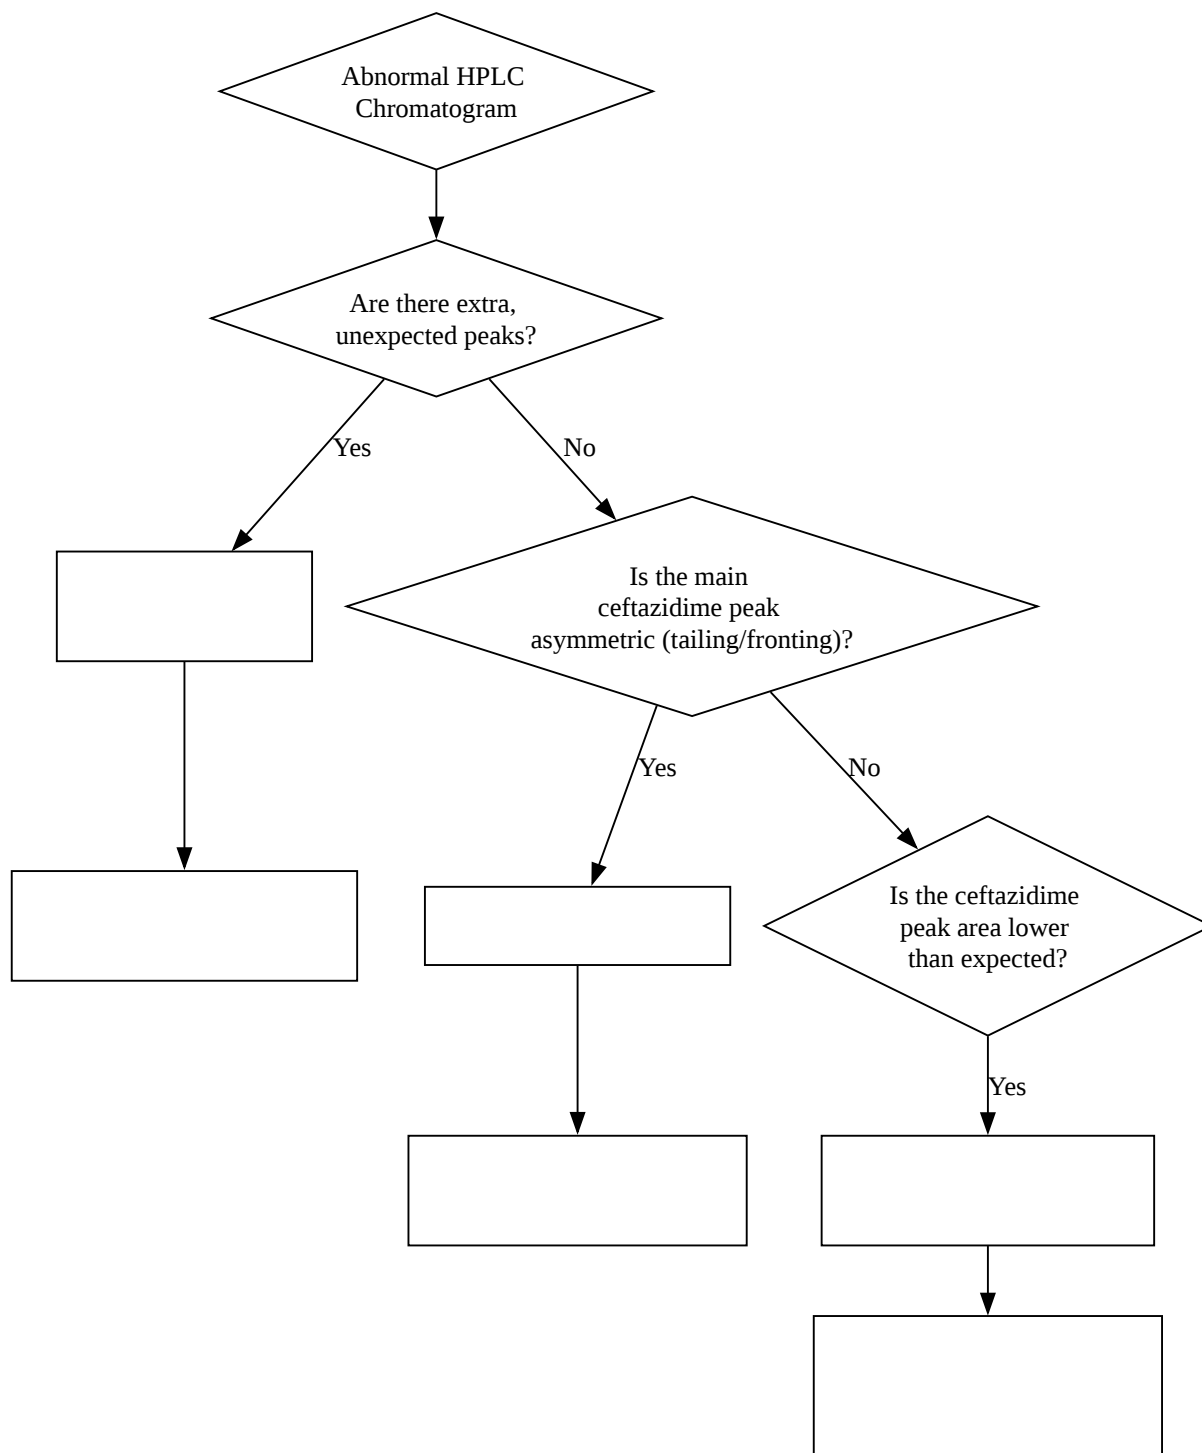 Abnormal HPLC
Chromatogram
Are there extra,
unexpected peaks?
Yes
No
Is the main
ceftazidime peak
asymmetric (tailing/fronting)?
Yes
No
Is the ceftazidime
peak area lower
than expected?
Yes